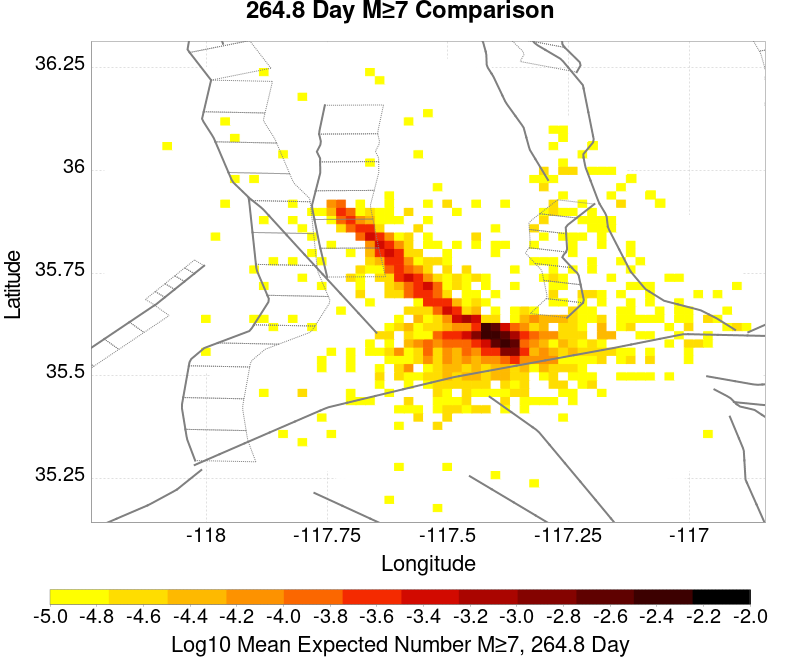 264.8 Day M≥7 Comparison
36.25
36
35.75
35.5
35.25
Latitude
-118 -117.75 -117.5 -117.25 -117
Longitude
-5.0 -4.8 -4.6 -4.4 -4.2 -4.0 -3.8 -3.6 -3.4 -3.2 -3.0 -2.8 -2.6 -2.4 -2.2 -2.0
Log10 Mean Expected Number M≥7, 264.8 Day